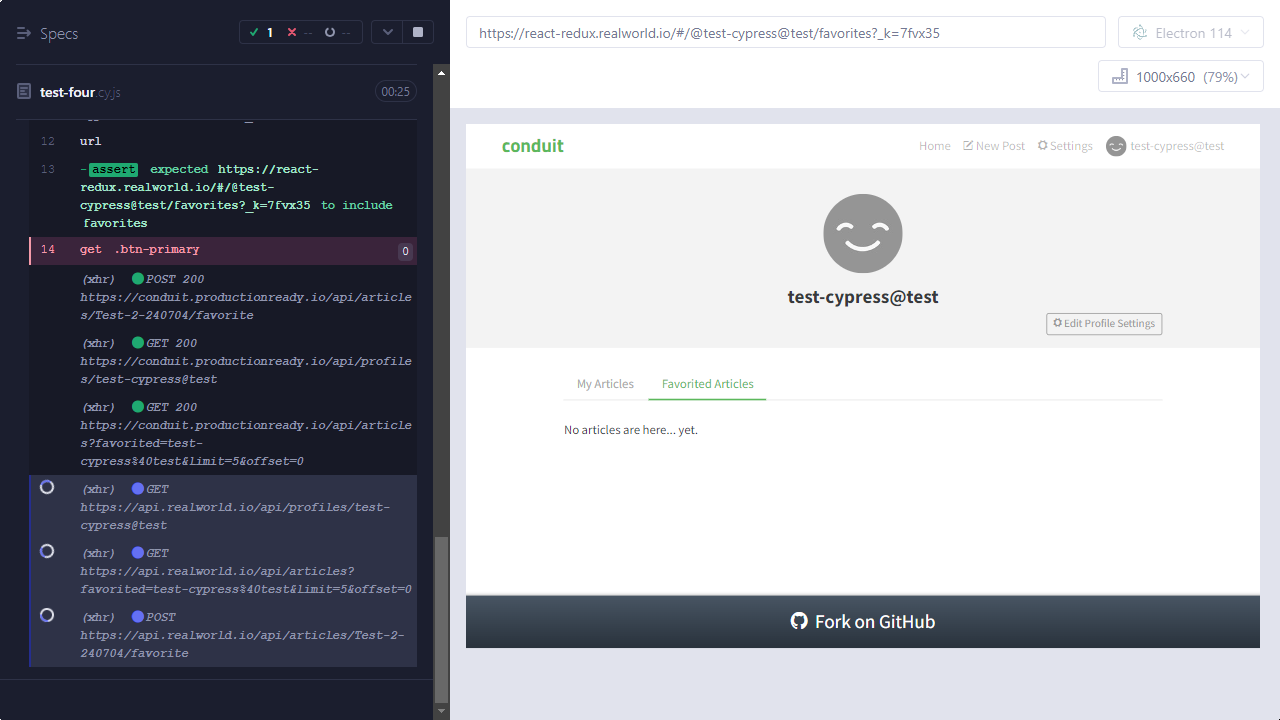 Specs
1
--
--
test-four.cy.js
00:25
12 url
13 -assert expected https://react-
redux.realworld.io/#/@test-
cypress@test/favorites?_k=7fvx35 to include
favorites
14 get .btn-primary
0
(xhr) POST 200
https://conduit.productionready.io/api/article
s/Test-2-240704/favorite
(xhr) GET 200
https://conduit.productionready.io/api/profile
s/test-cypress@test
(xhr) GET 200
https://conduit.productionready.io/api/article
s?favorited=test-
cypress%40test&limit=5&offset=0
(xhr) GET
https://api.realworld.io/api/profiles/test-
cypress@test
(xhr) GET
https://api.realworld.io/api/articles?
favorited=test-cypress%40test&limit=5&offset=0
(xhr) POST
https://api.realworld.io/api/articles/Test-2-
240704/favorite
https://react-redux.realworld.io/#/@test-cypress@test/favorites?_k=7fvx35
Electron 114
1000x660 (79%)
conduit
Home New Post Settings test-cypress@test
test-cypress@test
Edit Profile Settings
My Articles Favorited Articles
No articles are here... yet.
Fork on GitHub